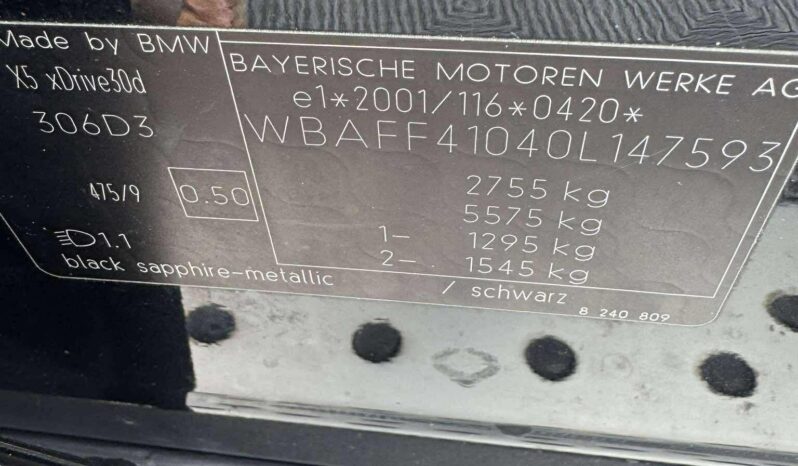 Made by BMW
X5 xDrive30d
306D3
475/9
0.50
1.1
black sapphire-metallic
BAYERISCHE MOTOREN WERKE AG
e1*2001/116*0420*
WBAFF41040L147593
2755 kg
5575 kg
1- 1295 kg
2- 1545 kg
/ schwarz
8 240 809